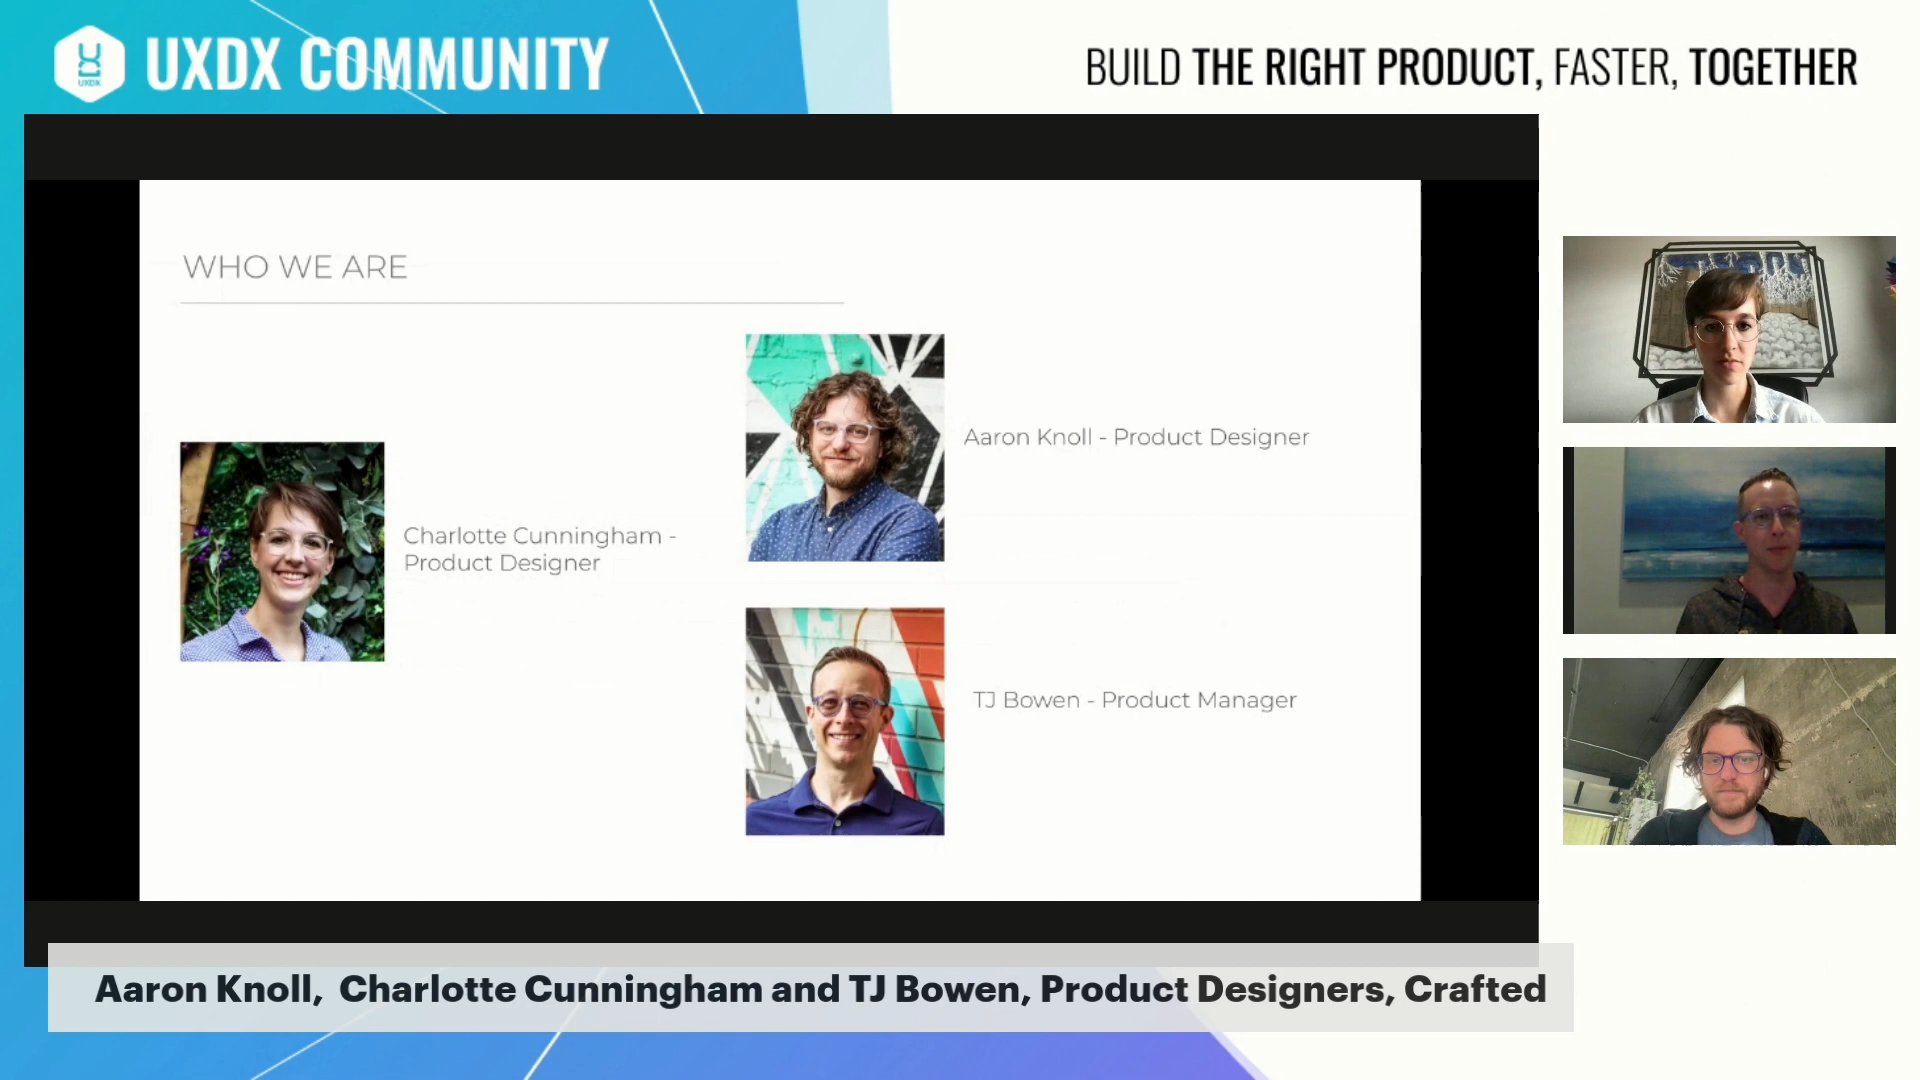 UXDX
UXDX COMMUNITY
BUILD THE RIGHT PRODUCT, FASTER, TOGETHER
WHO WE ARE
Charlotte Cunningham -
Product Designer
Aaron Knoll - Product Designer
TJ Bowen - Product Manager
Aaron Knoll, Charlotte Cunningham and TJ Bowen, Product Designers, Crafted